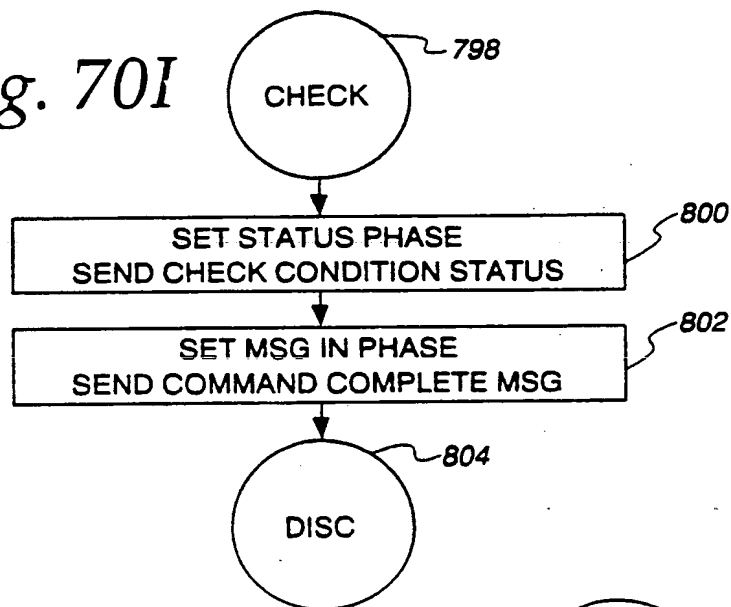 g. 70I
CHECK
798
SET STATUS PHASE
SEND CHECK CONDITION STATUS
800
SET MSG IN PHASE
SEND COMMAND COMPLETE MSG
802
804
DISC